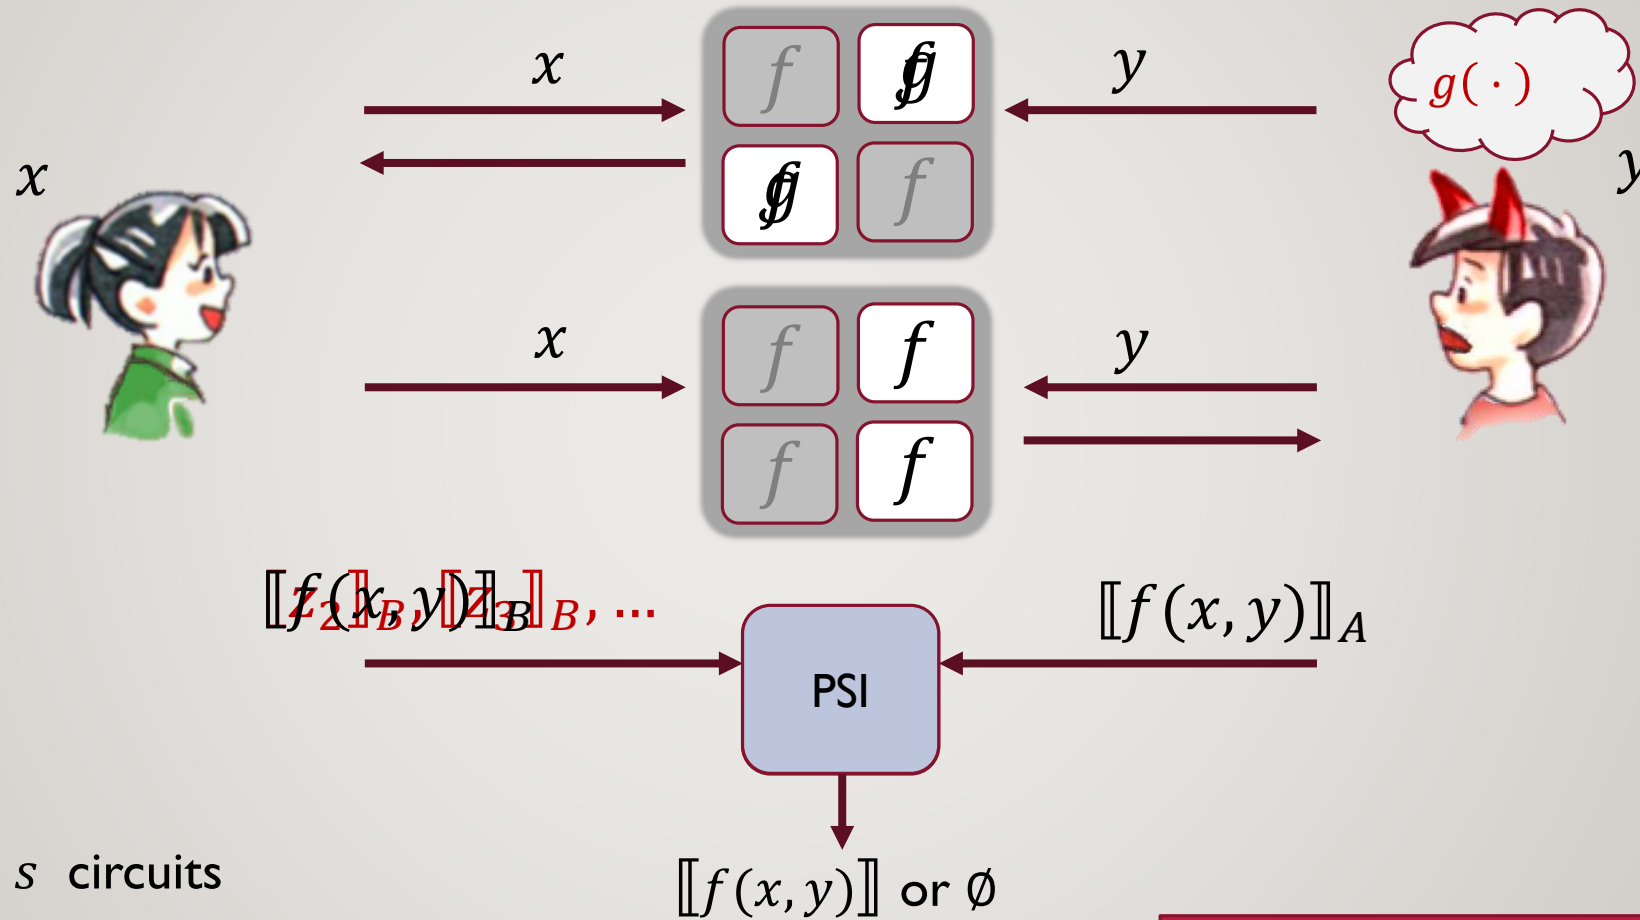 x y g(·)
f
f
x y
x y
f f
f f
⟦f(x,y)⟧_A
PSI
s circuits
⟦f(x,y)⟧ or ∅